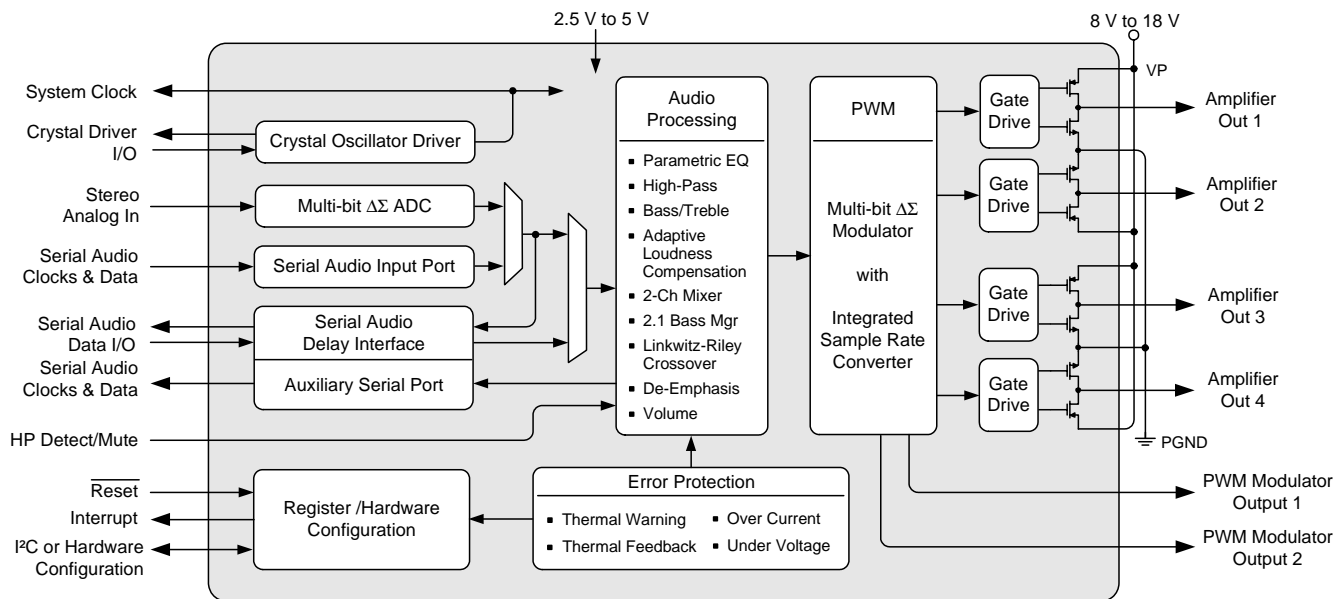 2.5 V to 5 V
8 V to 18 V
VP
System Clock
Crystal Driver
I/O
Crystal Oscillator Driver
Stereo
Analog In
Multi-bit ΔΣ ADC
Serial Audio
Clocks & Data
Serial Audio Input Port
Serial Audio
Data I/O
Serial Audio
Delay Interface
Serial Audio
Clocks & Data
Auxiliary Serial Port
HP Detect/Mute
Reset
Interrupt
I²C or Hardware
Configuration
Register /Hardware
Configuration
Audio
Processing
▪ Parametric EQ
▪ High-Pass
▪ Bass/Treble
▪ Adaptive
Loudness
Compensation
▪ 2-Ch Mixer
▪ 2.1 Bass Mgr
▪ Linkwitz-Riley
Crossover
▪ De-Emphasis
▪ Volume
Error Protection
▪ Thermal Warning
▪ Over Current
▪ Thermal Feedback
▪ Under Voltage
PWM
Multi-bit ΔΣ
Modulator
with
Integrated
Sample Rate
Converter
Gate
Drive
Gate
Drive
Gate
Drive
Gate
Drive
Amplifier
Out 1
Amplifier
Out 2
Amplifier
Out 3
Amplifier
Out 4
PGND
PWM Modulator
Output 1
PWM Modulator
Output 2